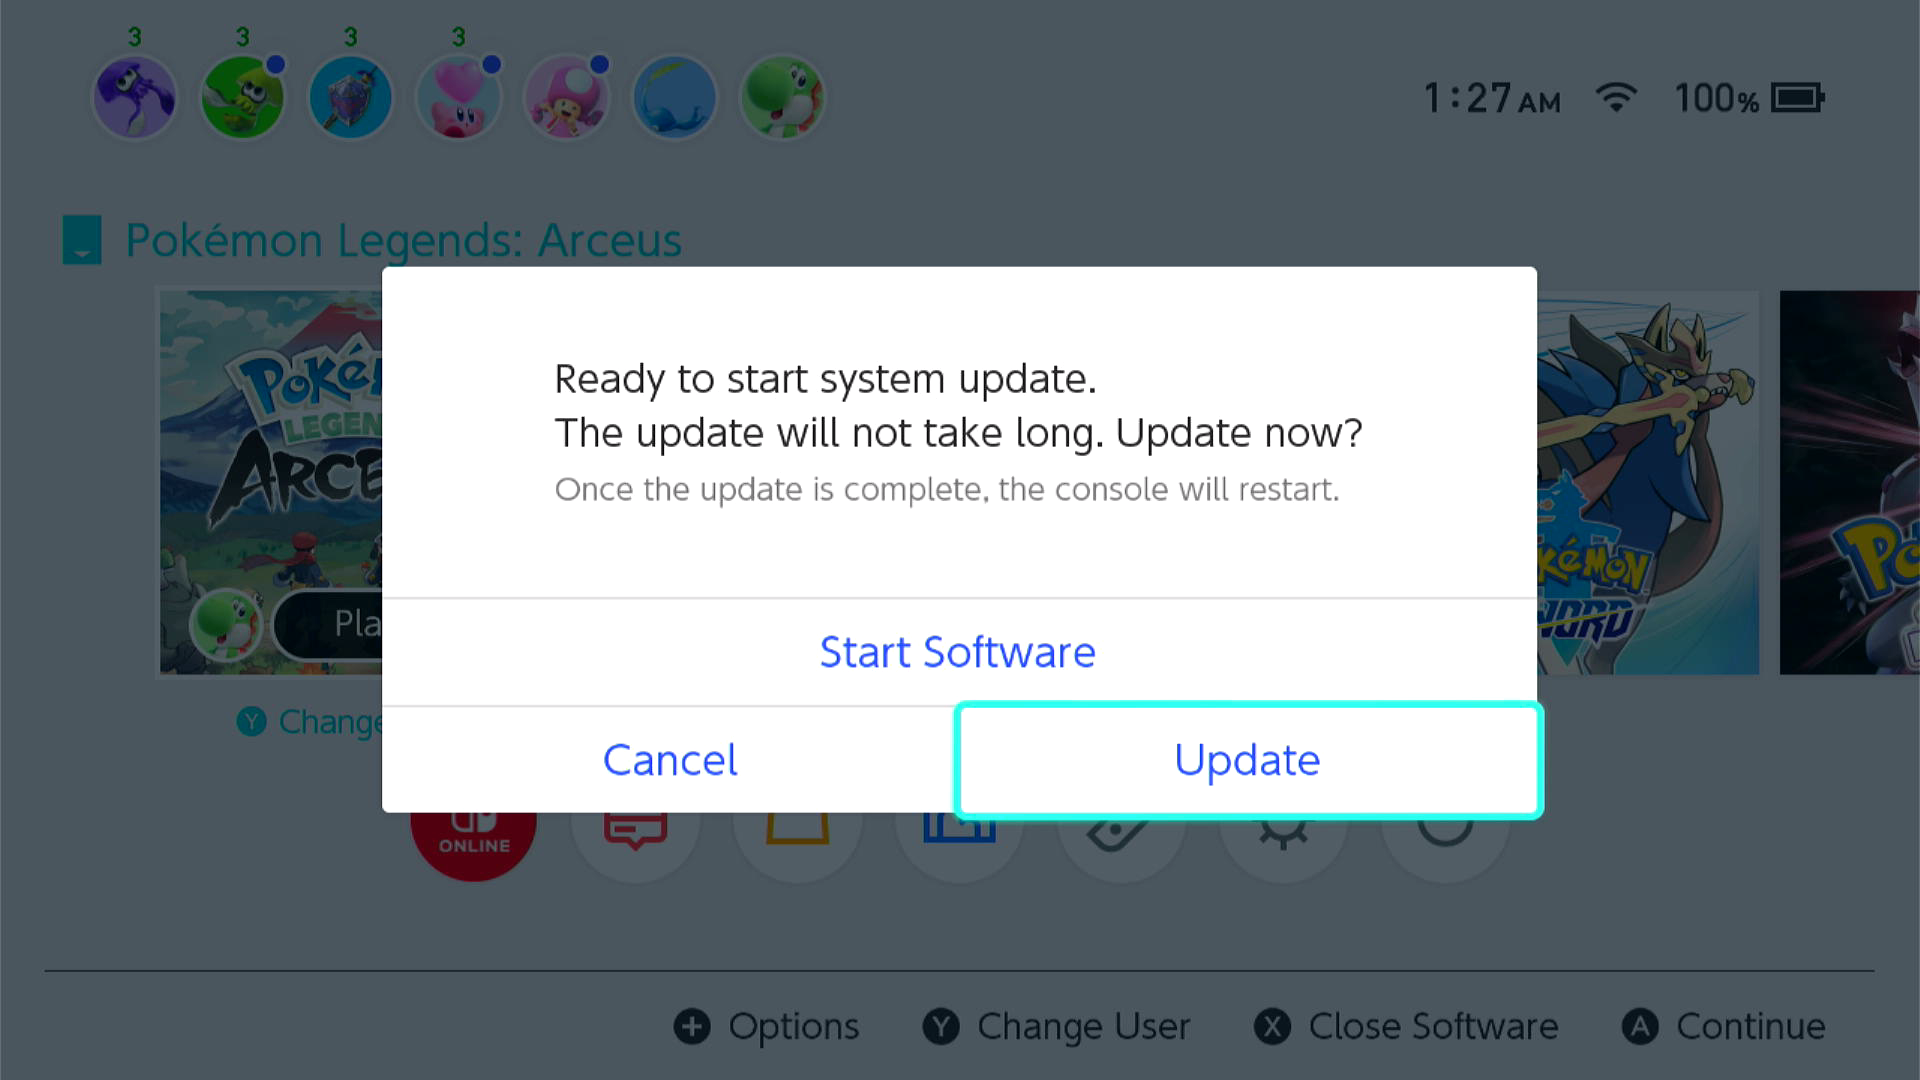 3 3 3 3
1:27 AM 100%
Pokémon Legends: Arceus
Ready to start system update.
The update will not take long. Update now?
Once the update is complete, the console will restart.
Start Software
Cancel Update
Y Change
ONLINE
+ Options Y Change User X Close Software A Continue